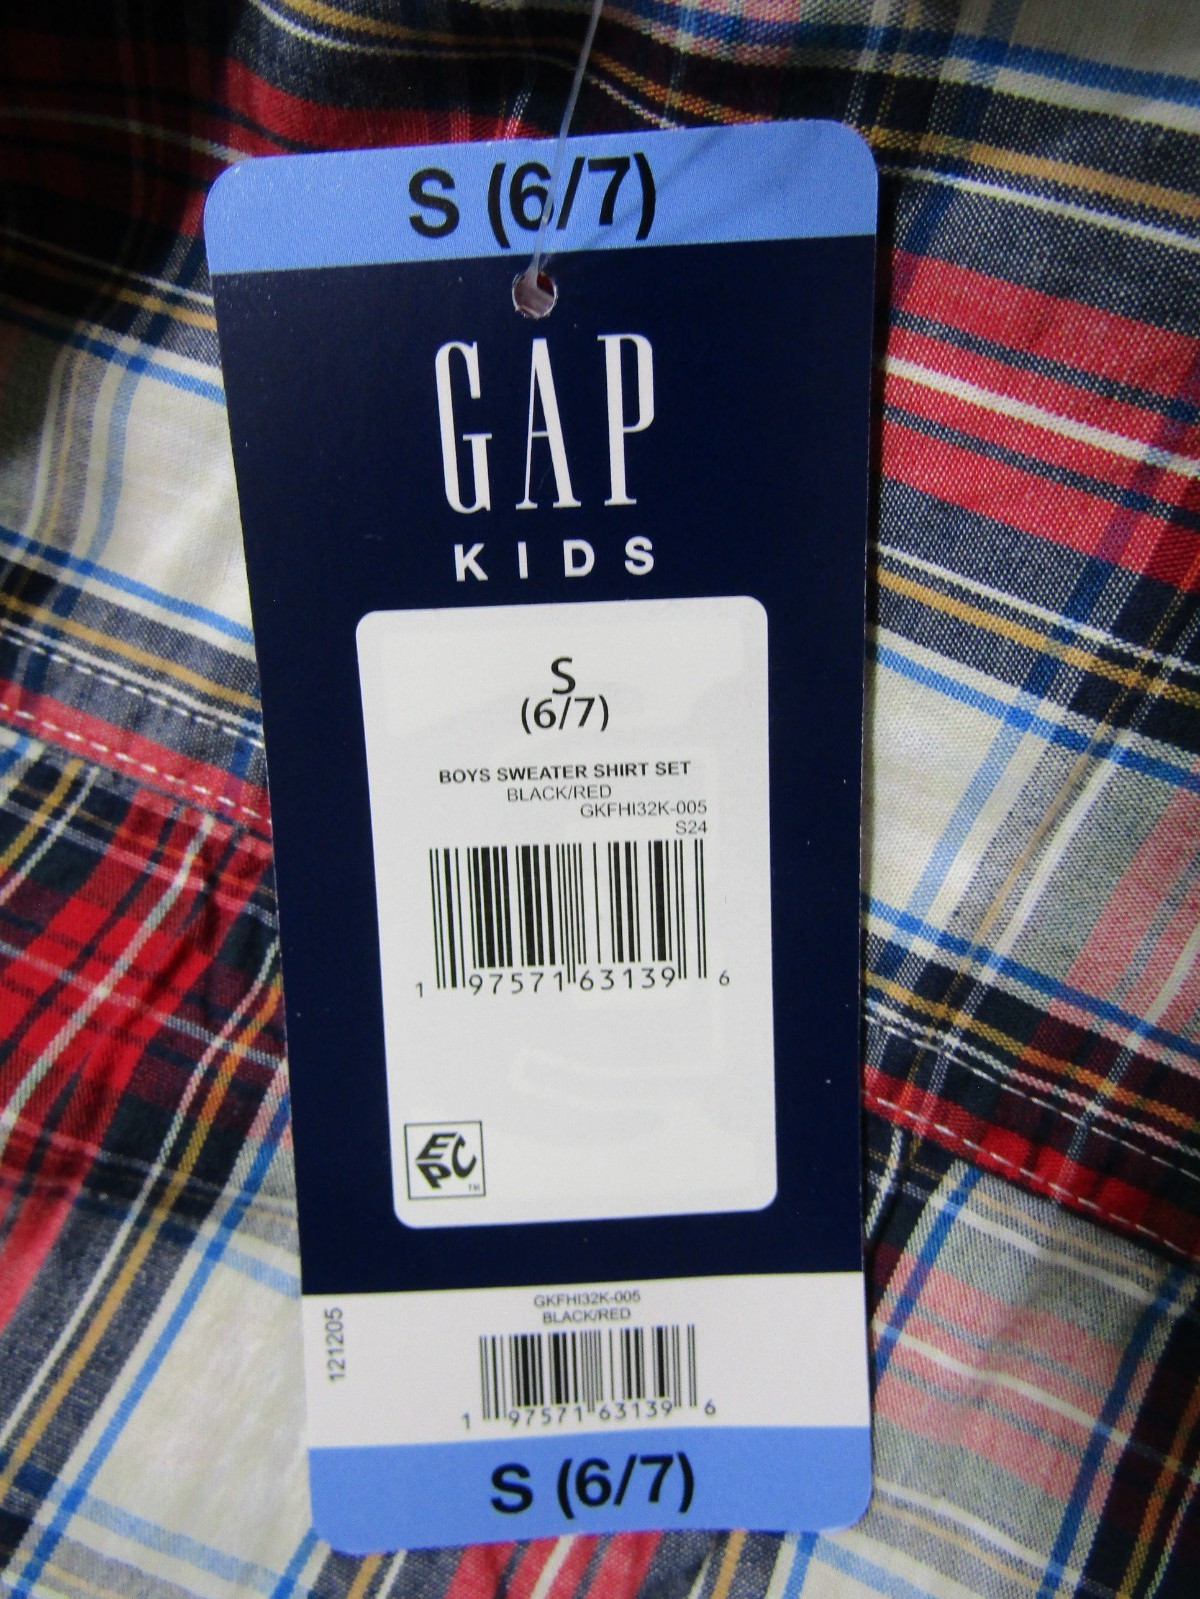 S (6/7)
GAP
KIDS
S
(6/7)
BOYS SWEATER SHIRT SET
BLACK/RED
GKFHI32K-005
S24
1 97571 63139 6
EPC
TM
GKFHI32K-005
BLACK/RED
121205
1 97571 63139 6
S (6/7)